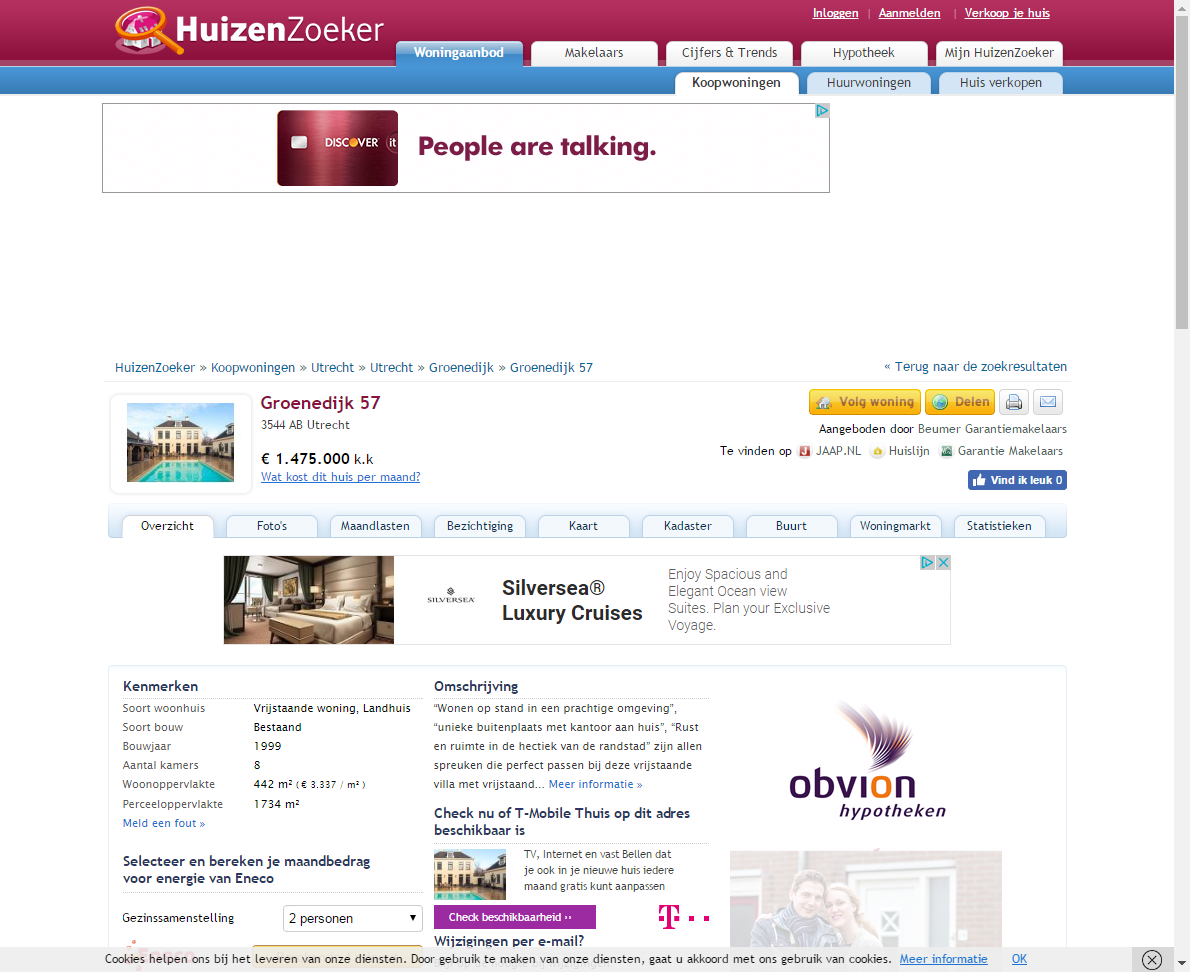 Inloggen | Aanmelden | Verkoop je huis
HuizenZoeker
Woningaanbod Makelaars Cijfers & Trends Hypotheek Mijn HuizenZoeker
Koopwoningen Huurwoningen Huis verkopen
DISCOVER it
People are talking.
HuizenZoeker » Koopwoningen » Utrecht » Utrecht » Groenedijk » Groenedijk 57
« Terug naar de zoekresultaten
Groenedijk 57
3544 AB Utrecht
€ 1.475.000 k.k
Wat kost dit huis per maand?
Volg woning Delen
Aangeboden door Beumer Garantiemakelaars
Te vinden op JAAP.NL Huislijn Garantie Makelaars
Vind ik leuk 0
Overzicht Foto's Maandlasten Bezichtiging Kaart Kadaster Buurt Woningmarkt Statistieken
SILVERSEA
Silversea®
Luxury Cruises
Enjoy Spacious and
Elegant Ocean view
Suites. Plan your Exclusive
Voyage.
Kenmerken
Soort woonhuis Vrijstaande woning, Landhuis
Soort bouw Bestaand
Bouwjaar 1999
Aantal kamers 8
Woonoppervlakte 442 m² ( € 3.337 / m² )
Perceeloppervlakte 1734 m²
Meld een fout »
Selecteer en bereken je maandbedrag
voor energie van Eneco
Gezinssamenstelling 2 personen
Omschrijving
“Wonen op stand in een prachtige omgeving”,
“unieke buitenplaats met kantoor aan huis”, “Rust
en ruimte in de hectiek van de randstad” zijn allen
spreuken die perfect passen bij deze vrijstaande
villa met vrijstaand... Meer informatie »
Check nu of T-Mobile Thuis op dit adres
beschikbaar is
TV, Internet en vast Bellen dat
je ook in je nieuwe huis iedere
maand gratis kunt aanpassen
Check beschikbaarheid ››
T
Wijzigingen per e-mail?
obvion
hypotheken
Cookies helpen ons bij het leveren van onze diensten. Door gebruik te maken van onze diensten, gaat u akkoord met ons gebruik van cookies. Meer informatie OK